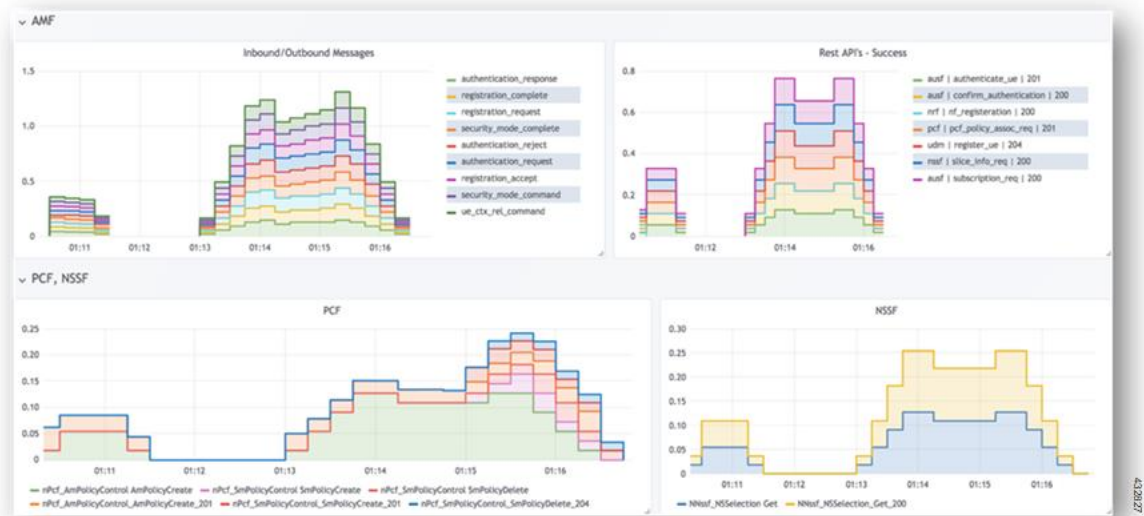 AMF
Inbound/Outbound Messages
1.5
1.0
0.5
0
01:11 01:12 01:13 01:14 01:15 01:16
authentication_response
registration_complete
registration_request
security_mode_complete
authentication_reject
authentication_request
registration_accept
security_mode_command
ue_ctx_rel_command
Rest API's - Success
0.8
0.6
0.4
0.2
0
01:12 01:14 01:16
ausf | authenticate_ue | 201
ausf | confirm_authentication | 200
nrf | nf_registeration | 200
pcf | pcf_policy_assoc_req | 201
udm | register_ue | 204
nssf | slice_info_req | 200
ausf | subscription_req | 200
PCF, NSSF
PCF
0.25
0.20
0.15
0.10
0.05
0
01:11 01:12 01:13 01:14 01:15 01:16
nPcf_AmPolicyControl AmPolicyCreate nPcf_SmPolicyControl SmPolicyCreate nPcf_SmPolicyControl SmPolicyDelete
nPcf_AmPolicyControl_AmPolicyCreate_201 nPcf_SmPolicyControl_SmPolicyCreate_201 nPcf_SmPolicyControl_SmPolicyDelete_204
NSSF
0.30
0.25
0.20
0.15
0.10
0.05
0
01:11 01:12 01:13 01:14 01:15 01:16
NNssf_NSSelection Get NNssf_NSSelection_Get_200
432827